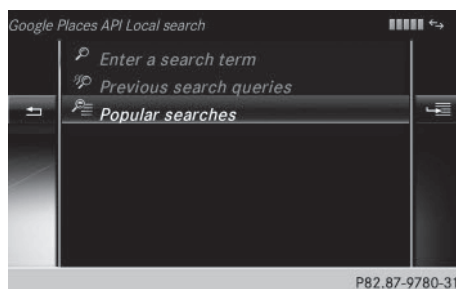 Google Places API Local search
Enter a search term
Previous search queries
Popular searches
P82.87-9780-31